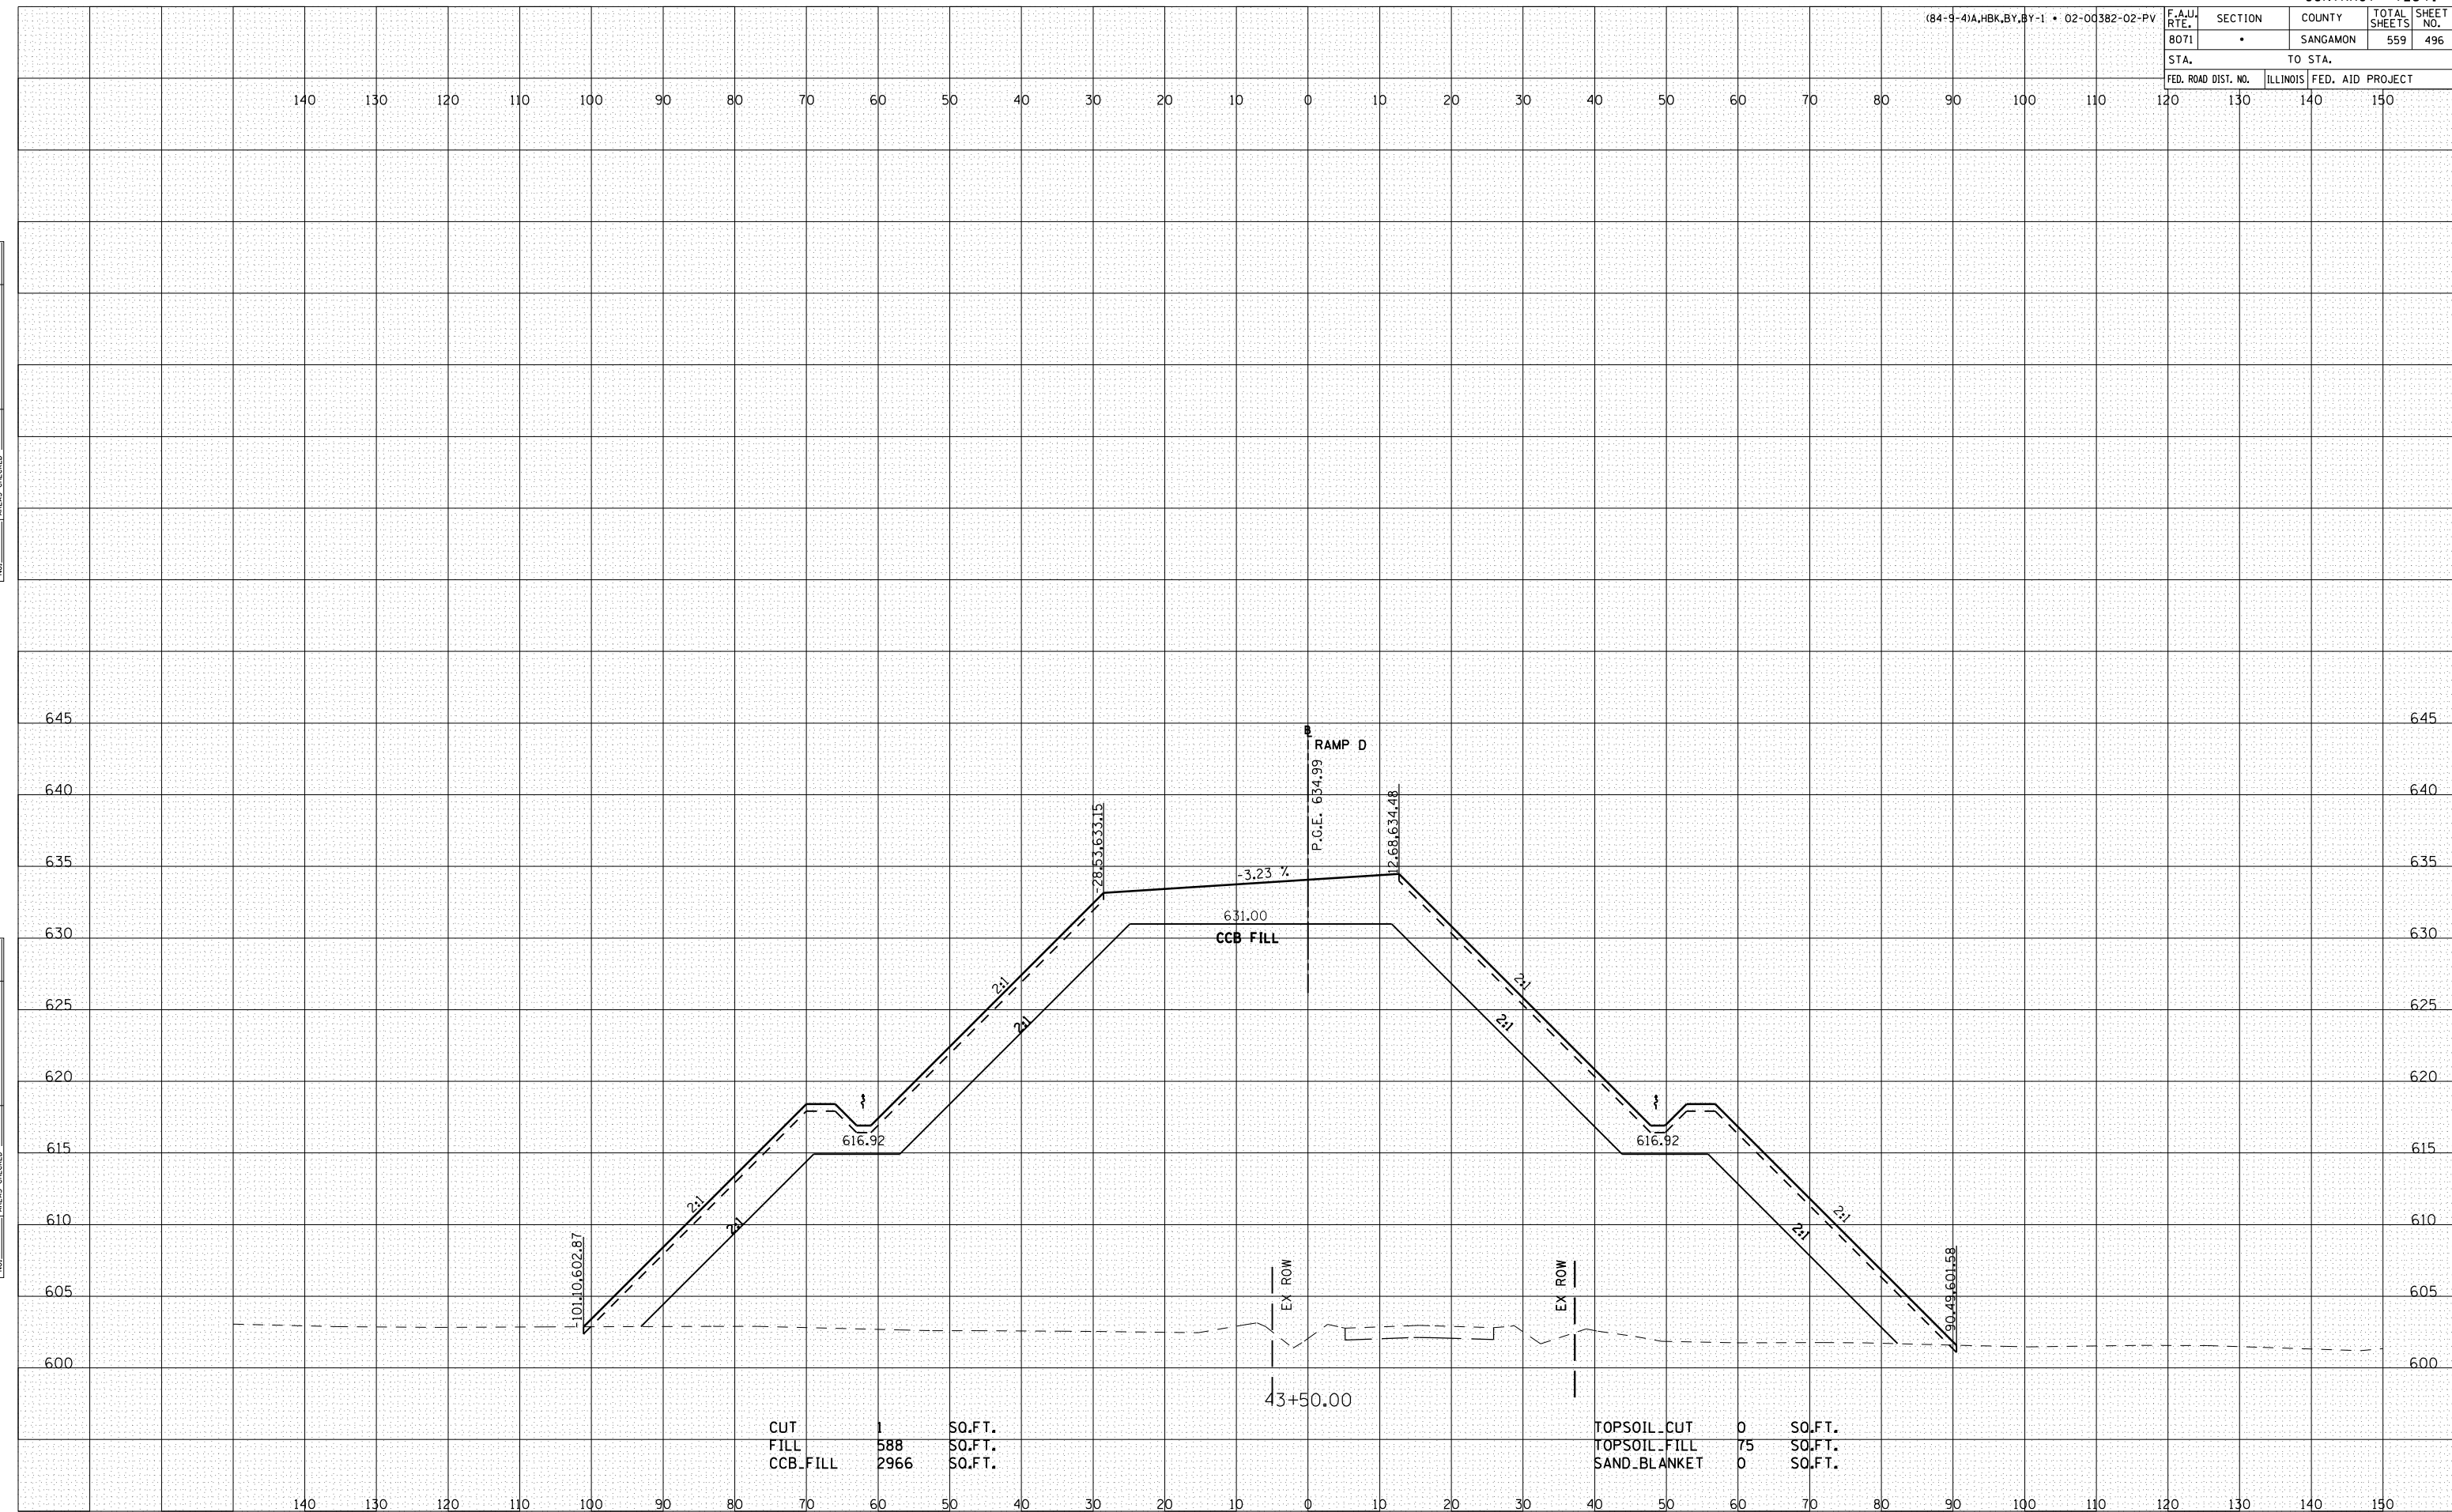 (84-9-4)A,HBK,BY,BY-1 • 02-00382-02-PV
F.A.U. RTE. SECTION COUNTY TOTAL SHEETS SHEET NO.
8071 • SANGAMON 559 496
STA. TO STA.
FED. ROAD DIST. NO. ILLINOIS FED. AID PROJECT
140 130 120 110 100 90 80 70 60 50 40 30 20 10 0 10 20 30 40 50 60 70 80 90 100 110 120 130 140 150
645 645
RAMP D
P.G.E. 634.99
640 640
-28.53,633.15
12.68,634.48
635 635
-3.23 %
631.00
630 630
CCB FILL
2:1 2:1
625 625
2:1 2:1
620 620
616.92 616.92
615 615
2:1 2:1
610 610
2:1 2:1
-101.10,602.87
90.49,601.58
EX ROW EX ROW
605 605
600 600
43+50.00
CUT 1 SQ.FT.
FILL 588 SQ.FT.
CCB_FILL 2966 SQ.FT.
TOPSOIL_CUT 0 SQ.FT.
TOPSOIL_FILL 75 SQ.FT.
SAND_BLANKET 0 SQ.FT.
140 130 120 110 100 90 80 70 60 50 40 30 20 10 0 10 20 30 40 50 60 70 80 90 100 110 120 130 140 150